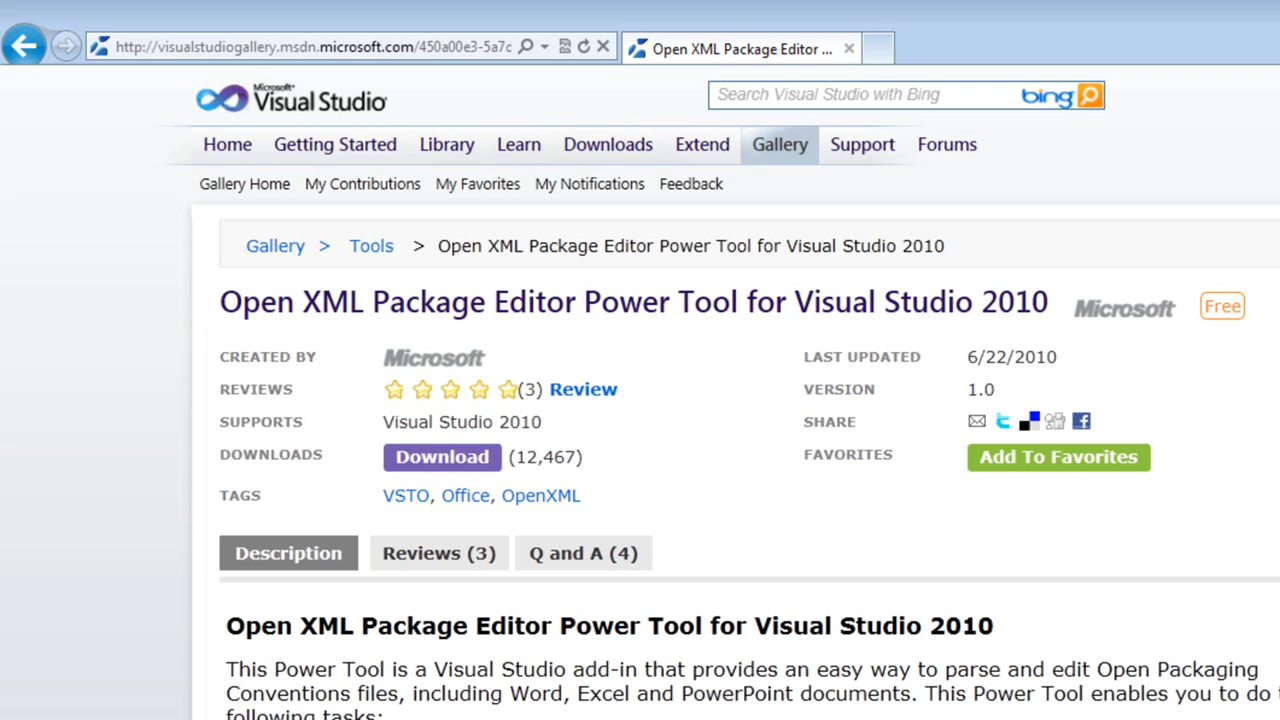 http://visualstudiogallery.msdn.microsoft.com/450a00e3-5a7c
Open XML Package Editor ...
Microsoft®
Visual Studio
Search Visual Studio with Bing
bing
Home Getting Started Library Learn Downloads Extend Gallery Support Forums
Gallery Home My Contributions My Favorites My Notifications Feedback
Gallery > Tools > Open XML Package Editor Power Tool for Visual Studio 2010
Open XML Package Editor Power Tool for Visual Studio 2010 Microsoft Free
CREATED BY Microsoft LAST UPDATED 6/22/2010
REVIEWS (3) Review VERSION 1.0
SUPPORTS Visual Studio 2010 SHARE
DOWNLOADS Download (12,467) FAVORITES Add To Favorites
TAGS VSTO, Office, OpenXML
Description Reviews (3) Q and A (4)
Open XML Package Editor Power Tool for Visual Studio 2010
This Power Tool is a Visual Studio add-in that provides an easy way to parse and edit Open Packaging
Conventions files, including Word, Excel and PowerPoint documents. This Power Tool enables you to do
following tasks: